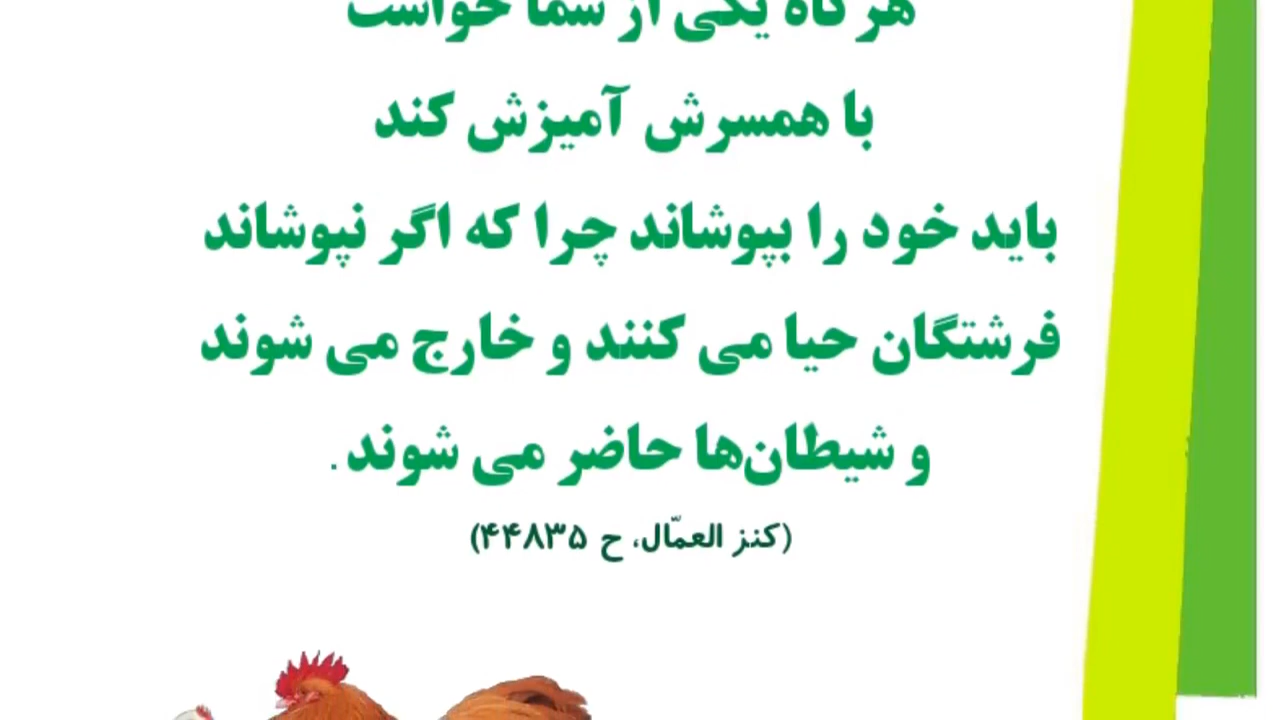 هر گاه یکی از شما خواست
با همسرش آمیزش کند
باید خود را بپوشاند چرا که اگر نپوشاند
فرشتگان حیا می کنند و خارج می شوند
و شیطان‌ها حاضر می شوند.
(کنز العمّال، ح ۴۴۸۳۵)